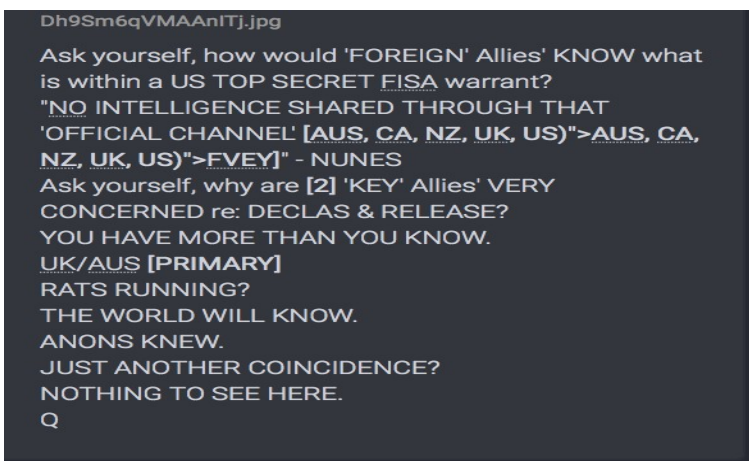 Dh9Sm6qVMAAnITj.jpg
Ask yourself, how would 'FOREIGN' Allies' KNOW what
is within a US TOP SECRET FISA warrant?
"NO INTELLIGENCE SHARED THROUGH THAT
'OFFICIAL CHANNEL' [AUS, CA, NZ, UK, US)">AUS, CA,
NZ, UK, US)">FVEY]" - NUNES
Ask yourself, why are [2] 'KEY' Allies' VERY
CONCERNED re: DECLAS & RELEASE?
YOU HAVE MORE THAN YOU KNOW.
UK/AUS [PRIMARY]
RATS RUNNING?
THE WORLD WILL KNOW.
ANONS KNEW.
JUST ANOTHER COINCIDENCE?
NOTHING TO SEE HERE.
Q